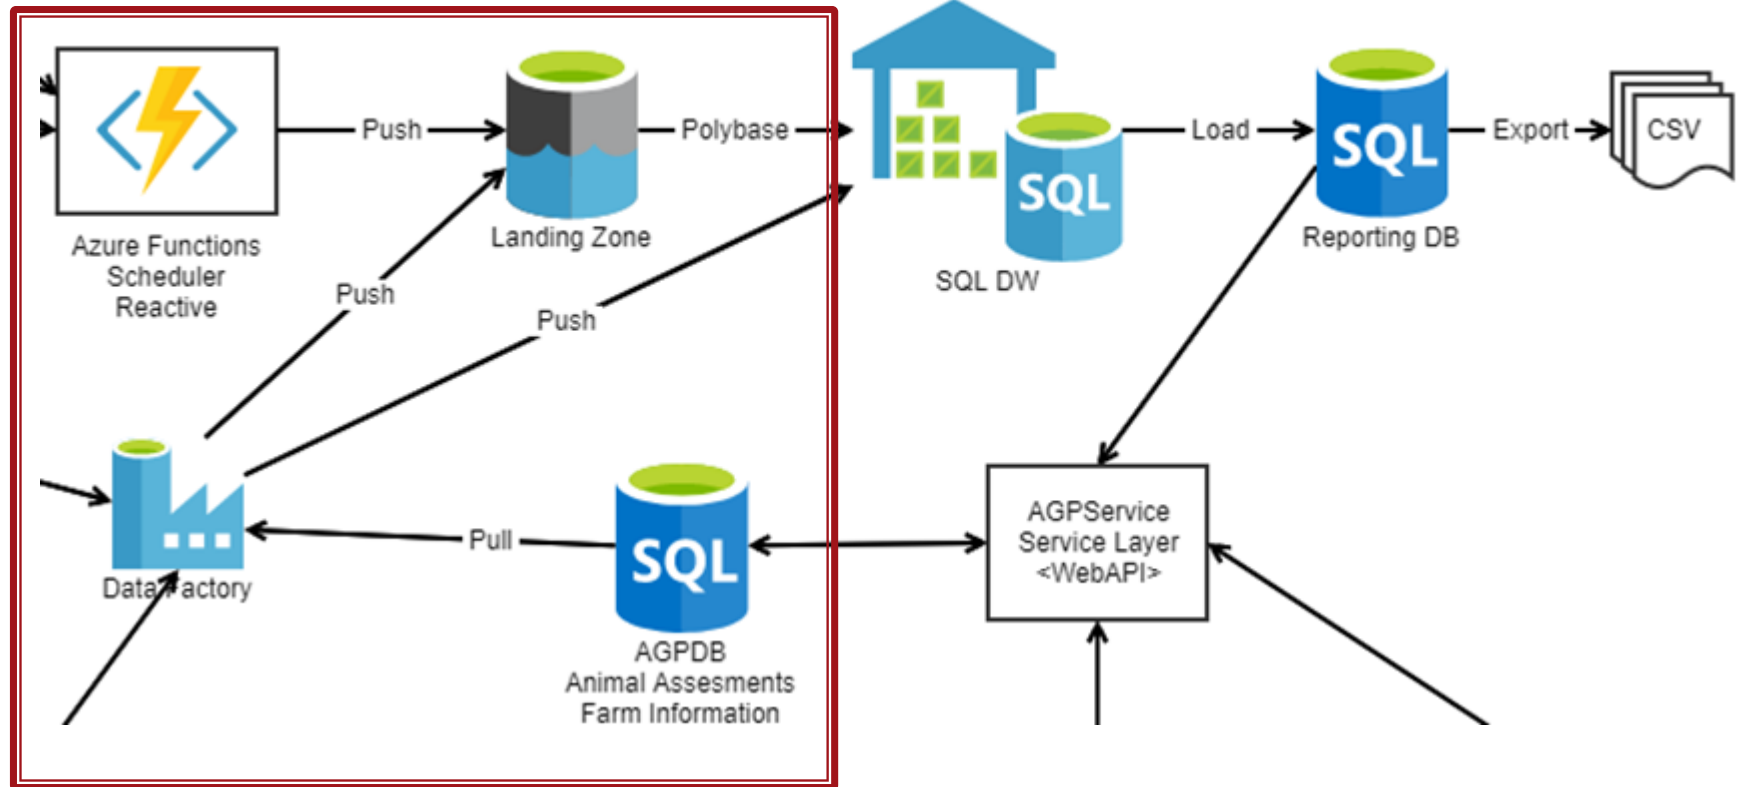 Push
Polybase
Load
Export
CSV
SQL
SQL
Azure Functions
Scheduler
Reactive
Landing Zone
SQL DW
Reporting DB
Push
Push
Data Factory
Pull
SQL
AGPDB
Animal Assesments
Farm Information
AGPService
Service Layer
<WebAPI>